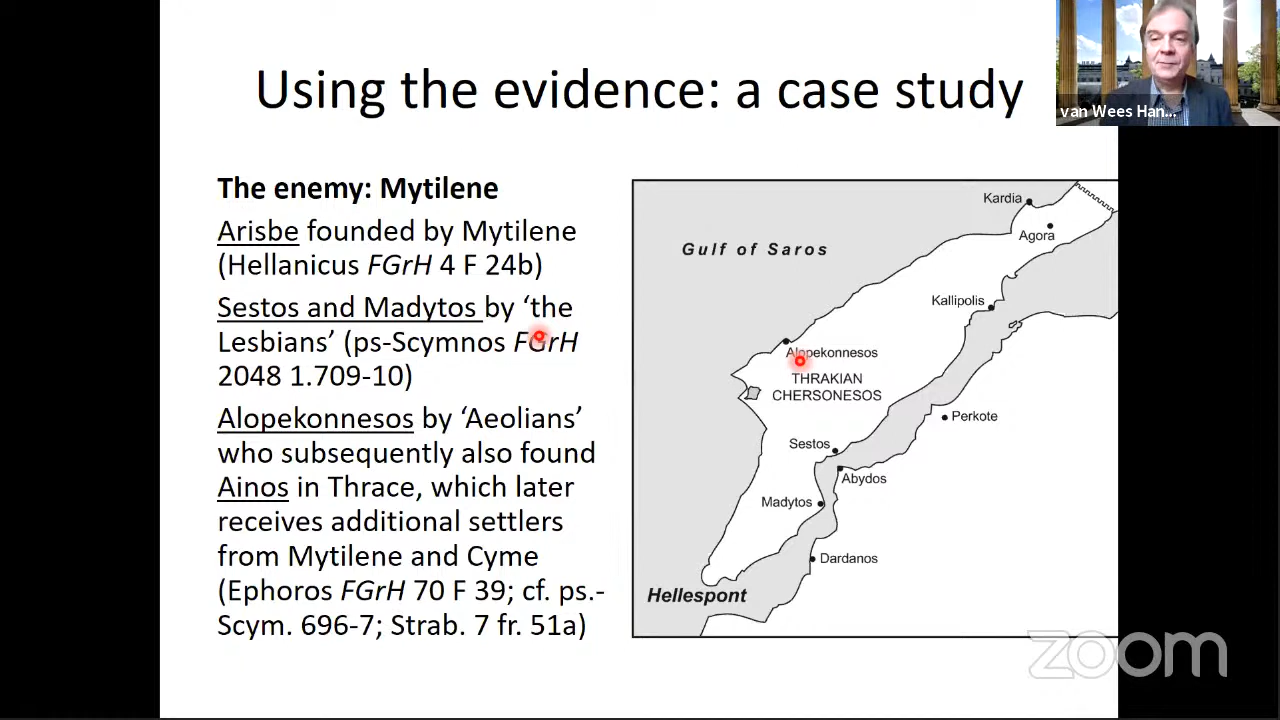 Using the evidence: a case study
van Wees Han...
The enemy: Mytilene
Arisbe founded by Mytilene
(Hellanicus FGrH 4 F 24b)
Sestos and Madytos by ‘the
Lesbians’ (ps-Scymnos FGrH
2048 1.709-10)
Alopekonnesos by ‘Aeolians’
who subsequently also found
Ainos in Thrace, which later
receives additional settlers
from Mytilene and Cyme
(Ephoros FGrH 70 F 39; cf. ps.-
Scym. 696-7; Strab. 7 fr. 51a)
Kardia
Agora
Gulf of Saros
Kallipolis
Alopekonnesos
THRAKIAN
CHERSONESOS
Perkote
Sestos
Abydos
Madytos
Dardanos
Hellespont
zoom